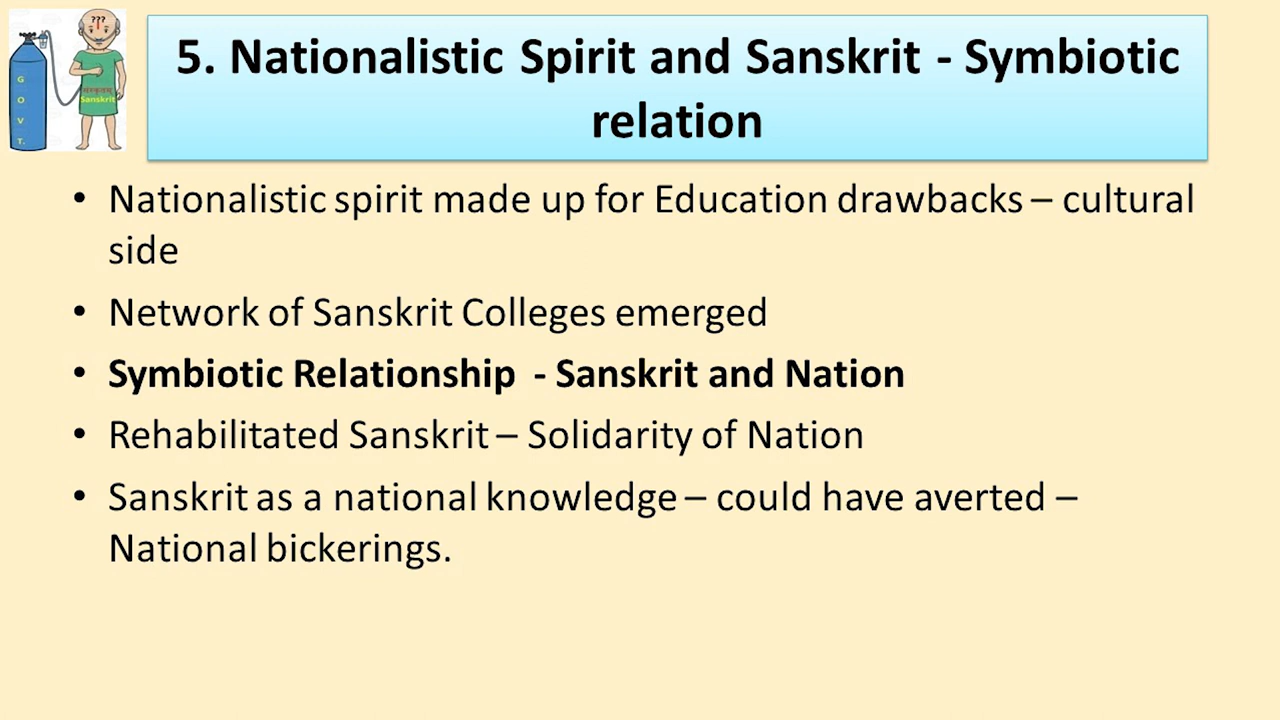 ???
G
O
V
T.
संस्कृतम्
Sanskrit
5. Nationalistic Spirit and Sanskrit - Symbiotic
relation
• Nationalistic spirit made up for Education drawbacks – cultural
side
• Network of Sanskrit Colleges emerged
• Symbiotic Relationship - Sanskrit and Nation
• Rehabilitated Sanskrit – Solidarity of Nation
• Sanskrit as a national knowledge – could have averted –
National bickerings.